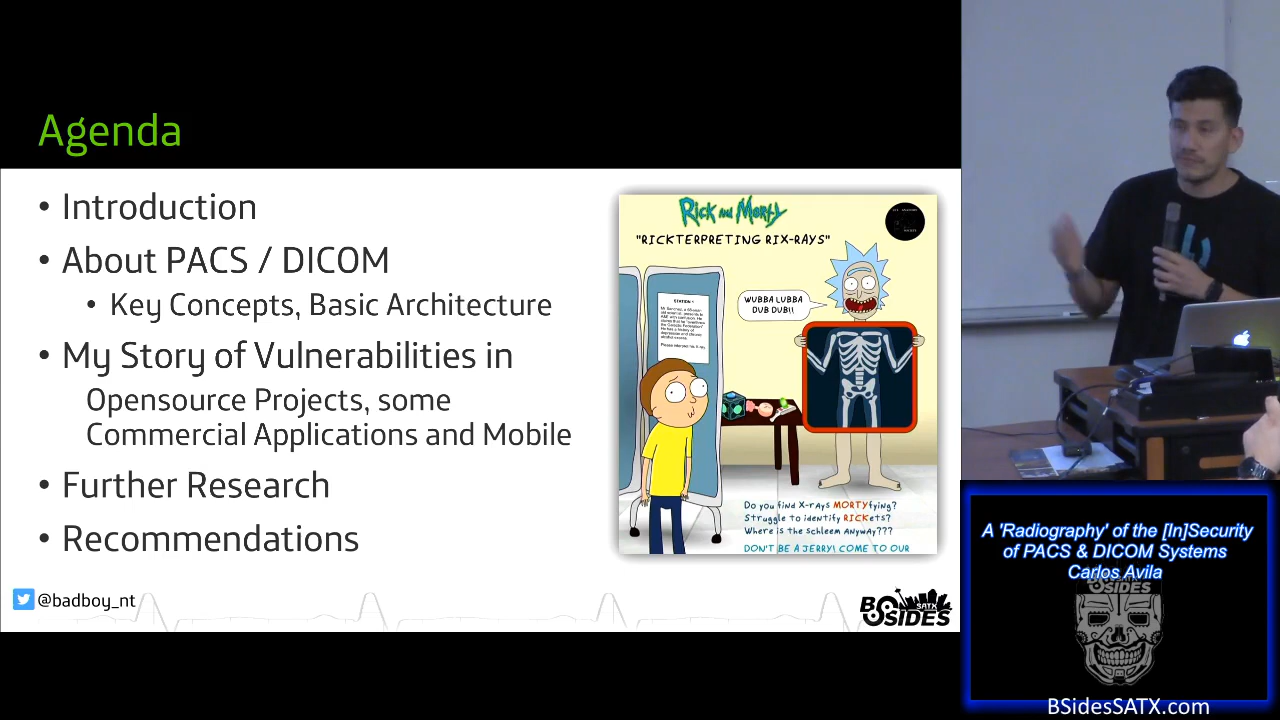 Agenda
• Introduction
• About PACS / DICOM
• Key Concepts, Basic Architecture
• My Story of Vulnerabilities in
Opensource Projects, some
Commercial Applications and Mobile
• Further Research
• Recommendations
@badboy_nt
Rick and Morty
"RICKTERPRETING RIX-RAYS"
WUBBA LUBBA
DUB DUB!!
STATION 1
Do you find X-rays MORTYfying?
Struggle to identify RICKets?
Where is the schleem anyway???
DON'T BE A JERRY! COME TO OUR
BSIDES
SATX
A 'Radiography' of the [In]Security
of PACS & DICOM Systems
Carlos Avila
SATX
BSIDES
BSidesSATX.com